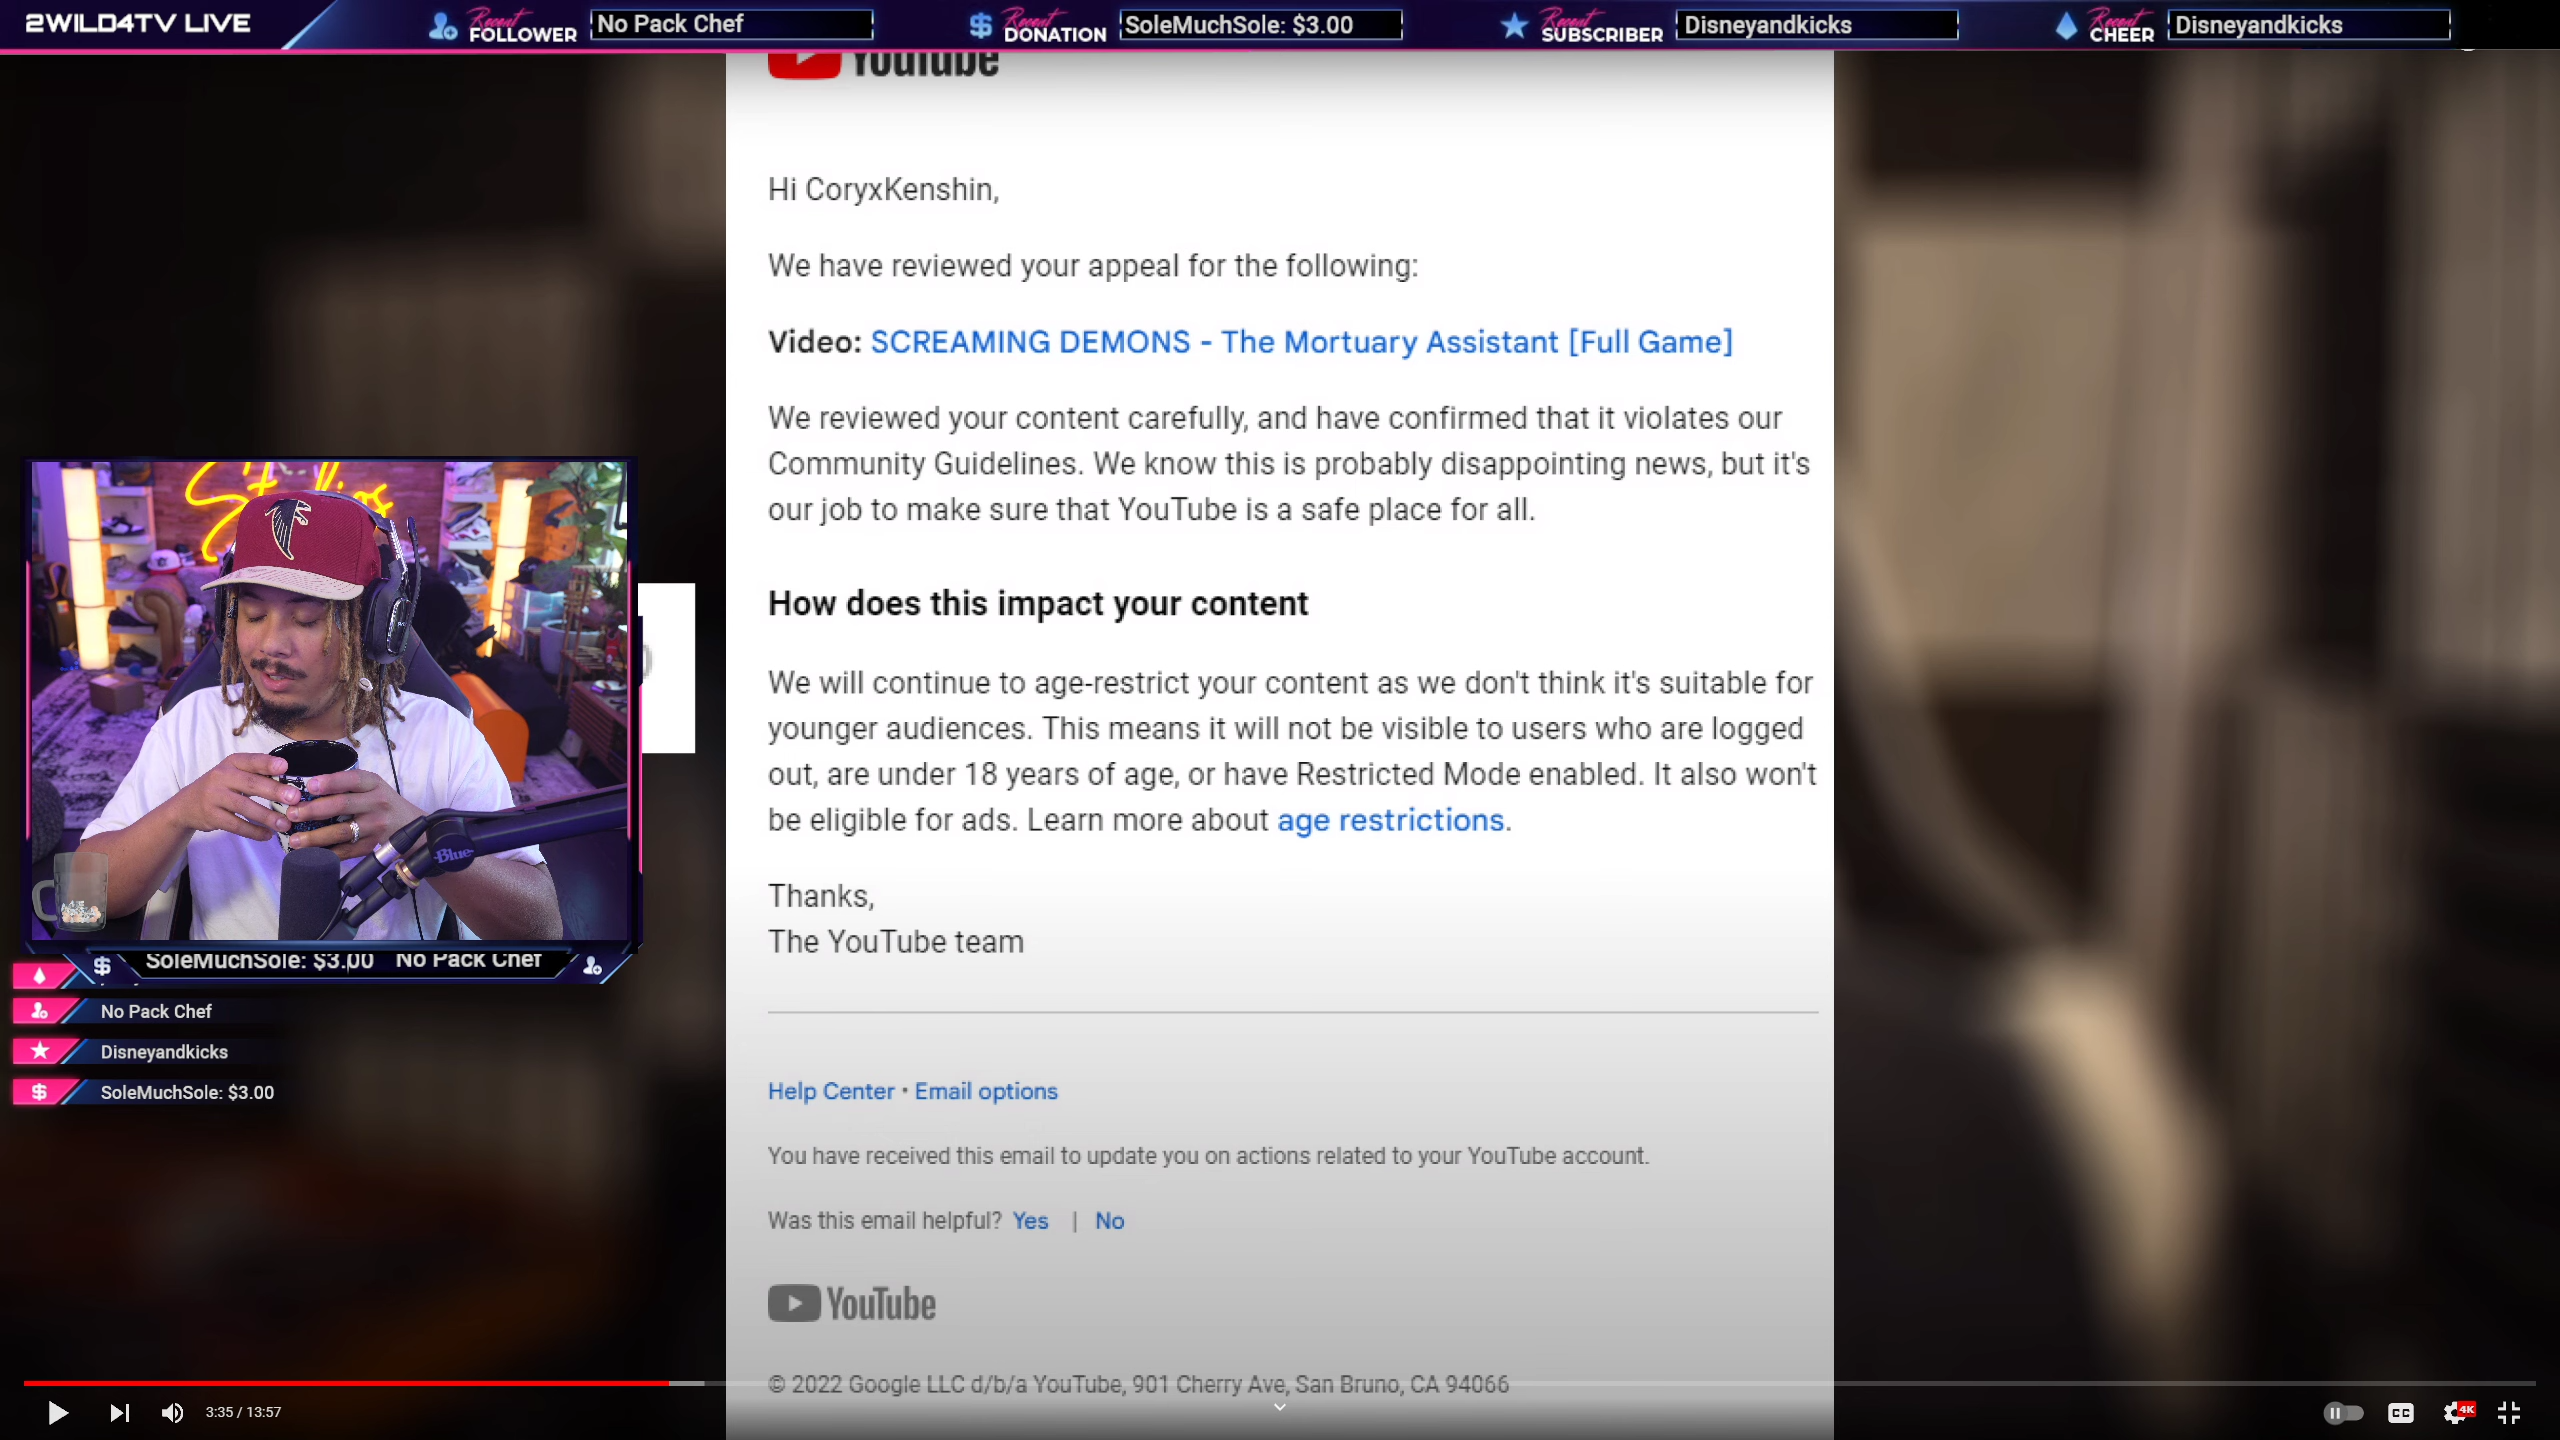 2WILD4TV LIVE
Recent FOLLOWER No Pack Chef
Recent DONATION SoleMuchSole: $3.00
Recent SUBSCRIBER Disneyandkicks
Recent CHEER Disneyandkicks
YouTube
Hi CoryxKenshin,
We have reviewed your appeal for the following:
Video: SCREAMING DEMONS - The Mortuary Assistant [Full Game]
We reviewed your content carefully, and have confirmed that it violates our
Community Guidelines. We know this is probably disappointing news, but it's
our job to make sure that YouTube is a safe place for all.
How does this impact your content
We will continue to age-restrict your content as we don't think it's suitable for
younger audiences. This means it will not be visible to users who are logged
out, are under 18 years of age, or have Restricted Mode enabled. It also won't
be eligible for ads. Learn more about age restrictions.
Thanks,
The YouTube team
Help Center • Email options
You have received this email to update you on actions related to your YouTube account.
Was this email helpful? Yes | No
YouTube
© 2022 Google LLC d/b/a YouTube, 901 Cherry Ave, San Bruno, CA 94066
Blue
$ SoleMuchSole: $3.00 No Pack Chef
No Pack Chef
Disneyandkicks
$ SoleMuchSole: $3.00
3:35 / 13:57
CC
4K